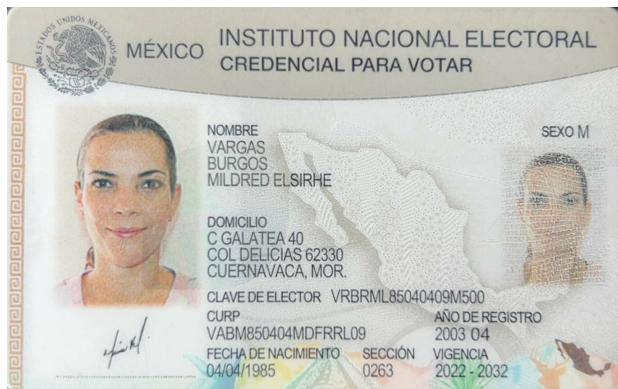 ESTADOS UNIDOS MEXICANOS
MÉXICO INSTITUTO NACIONAL ELECTORAL
CREDENCIAL PARA VOTAR
NOMBRE SEXO M
VARGAS
BURGOS
MILDRED ELSIRHE
DOMICILIO
C GALATEA 40
COL DELICIAS 62330
CUERNAVACA, MOR.
CLAVE DE ELECTOR VRBRML85040409M500
CURP AÑO DE REGISTRO
VABM850404MDFRRL09 2003 04
FECHA DE NACIMIENTO SECCIÓN VIGENCIA
04/04/1985 0263 2022 - 2032